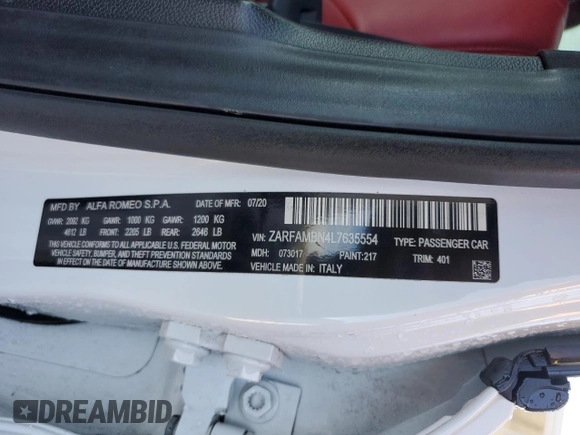 MFD BY ALFA ROMEO S.P.A. DATE OF MFR: 07/20
GVWR: 2092 KG GAWR: 1000 KG GAWR: 1200 KG
4612 LB FRONT: 2205 LB REAR: 2646 LB
THIS VEHICLE CONFORMS TO ALL APPLICABLE U.S.A. FEDERAL MOTOR
VEHICLE SAFETY, BUMPER, AND THEFT PREVENTION STANDARDS
IN EFFECT ON THE DATE OF MANUFACTURE SHOWN ABOVE.
VIN: ZARFAMBN4L7635554 TYPE: PASSENGER CAR
MDH: 073017 PAINT:217 TRIM: 401
VEHICLE MADE IN: ITALY
DREAMBID